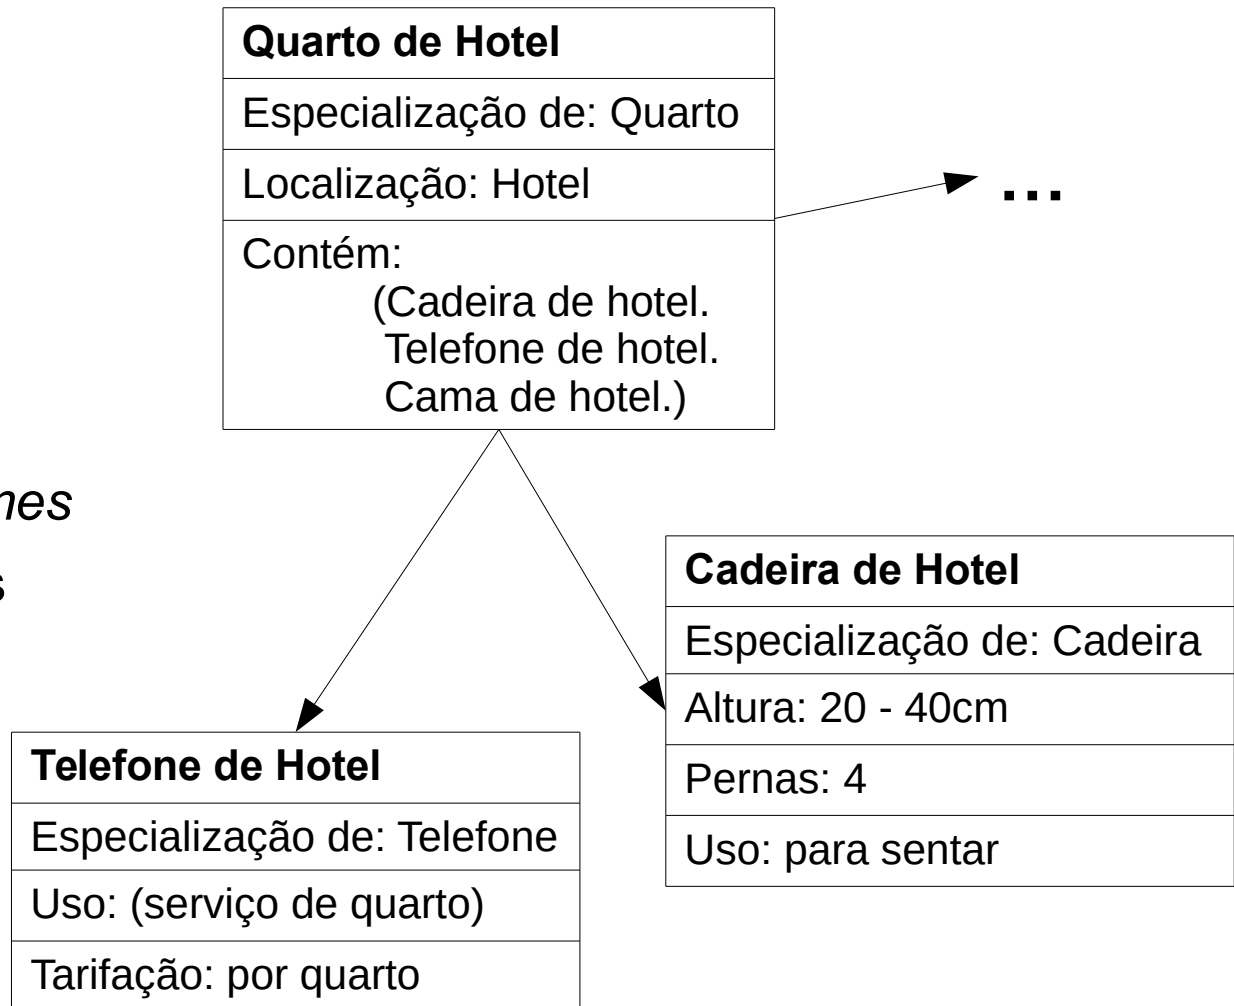 Quarto de Hotel
Especialização de: Quarto
Localização: Hotel
...
Contém:
(Cadeira de hotel.
Telefone de hotel.
Cama de hotel.)
Cadeira de Hotel
Especialização de: Cadeira
Altura: 20 - 40cm
Pernas: 4
Uso: para sentar
Telefone de Hotel
Especialização de: Telefone
Uso: (serviço de quarto)
Tarifação: por quarto